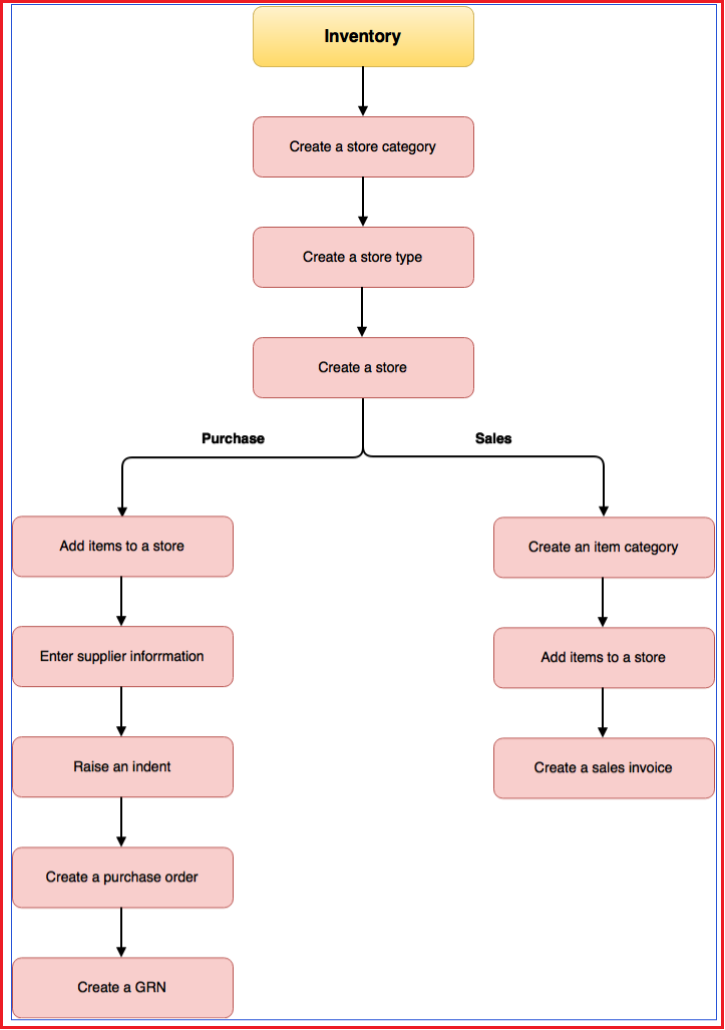 Inventory
Create a store category
Create a store type
Create a store
Purchase
Sales
Add items to a store
Enter supplier inforrmation
Raise an indent
Create a purchase order
Create a GRN
Create an item category
Add items to a store
Create a sales invoice